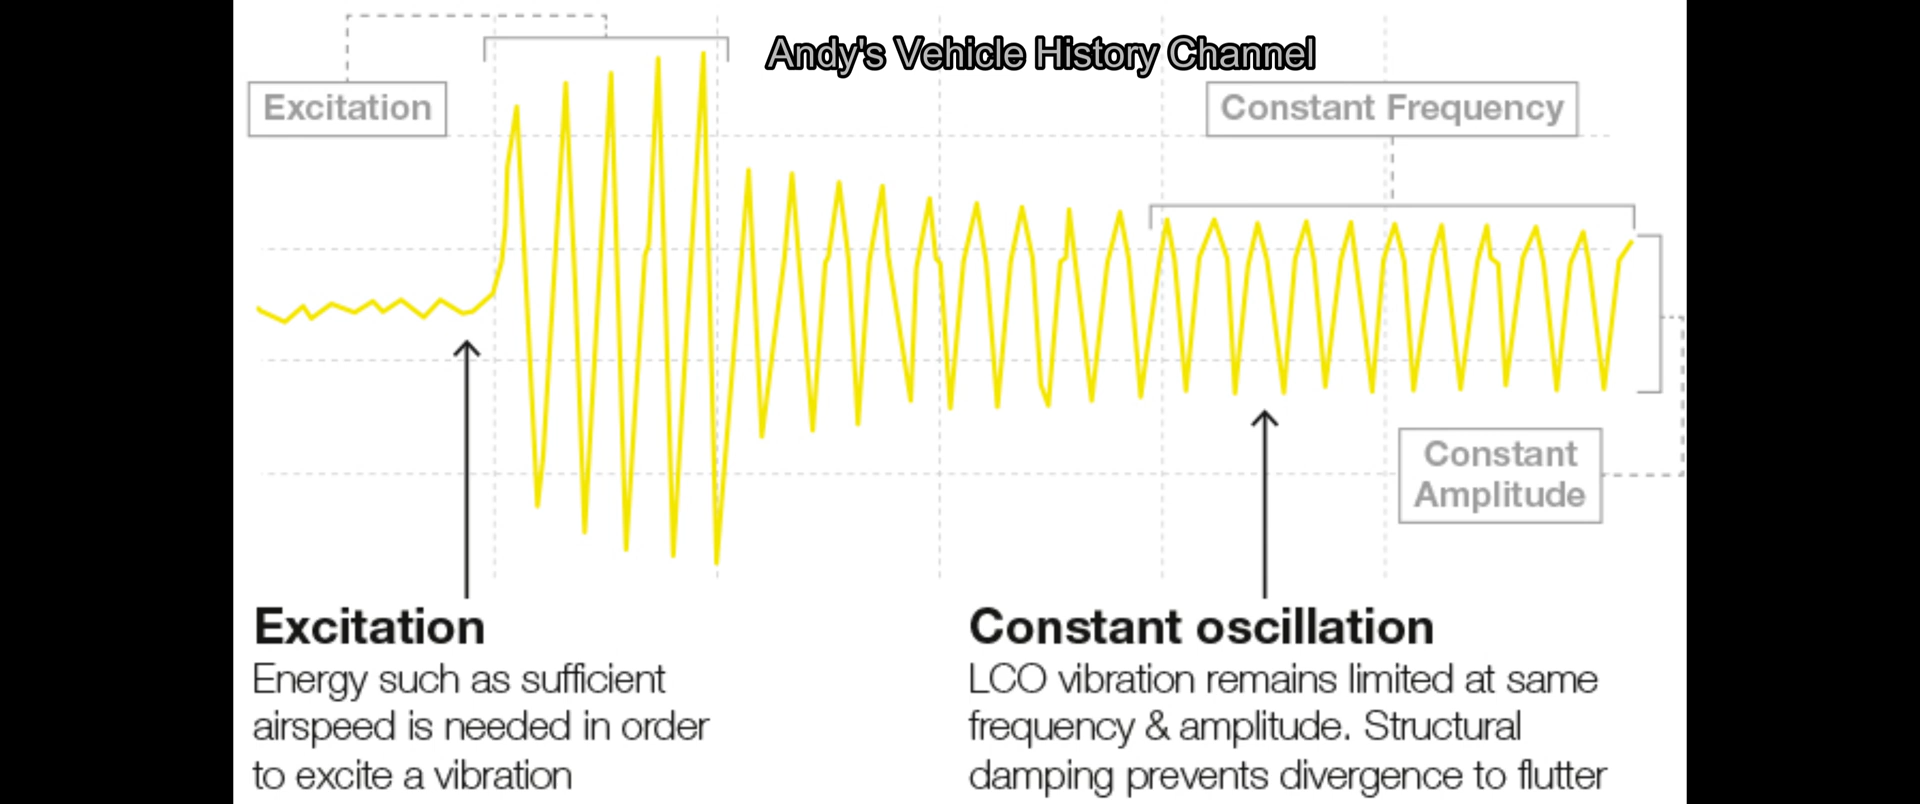 Andy's Vehicle History Channel
Excitation
Constant Frequency
Constant
Amplitude
Excitation
Energy such as sufficient
airspeed is needed in order
to excite a vibration
Constant oscillation
LCO vibration remains limited at same
frequency & amplitude. Structural
damping prevents divergence to flutter